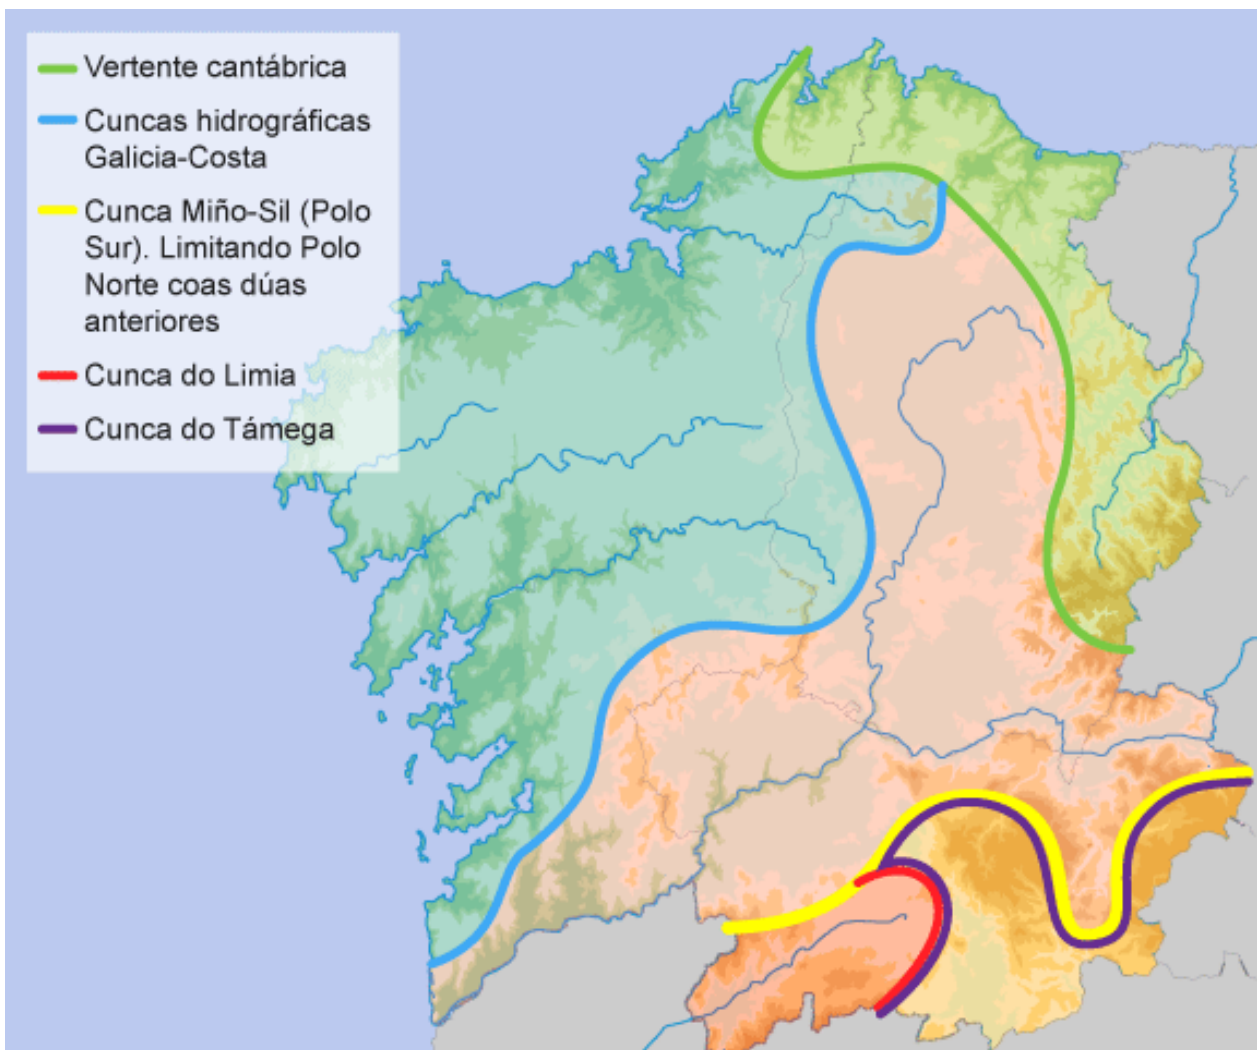 Vertente cantábrica
Cuncas hidrográficas
Galicia-Costa
Cunca Miño-Sil (Polo
Sur). Limitando Polo
Norte coas dúas
anteriores
Cunca do Limia
Cunca do Támega